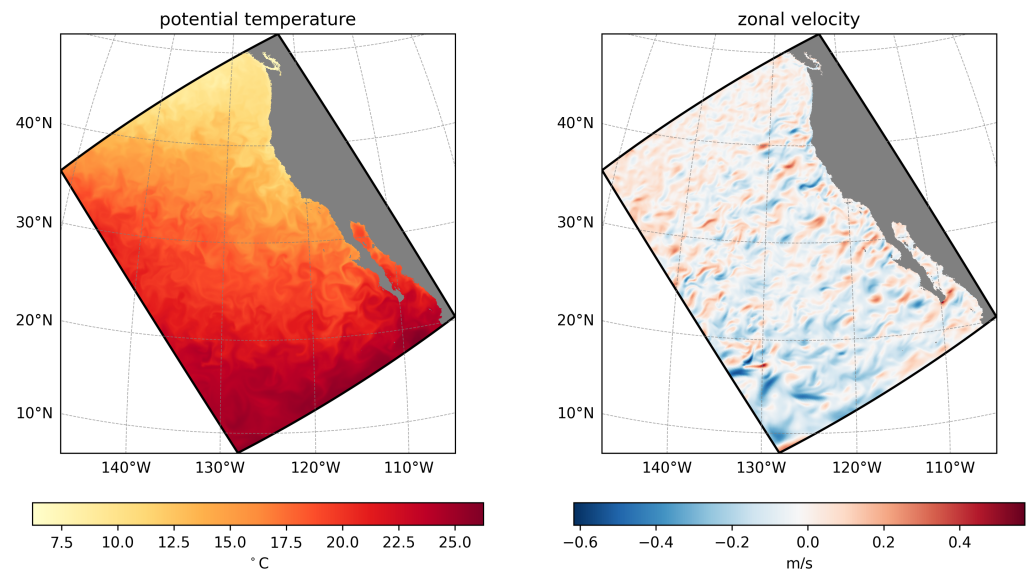 potential temperature
zonal velocity
40°N
30°N
20°N
10°N
140°W 130°W 120°W 110°W
40°N
30°N
20°N
10°N
140°W 130°W 120°W 110°W
7.5 10.0 12.5 15.0 17.5 20.0 22.5 25.0
°C
−0.6 −0.4 −0.2 0.0 0.2 0.4
m/s